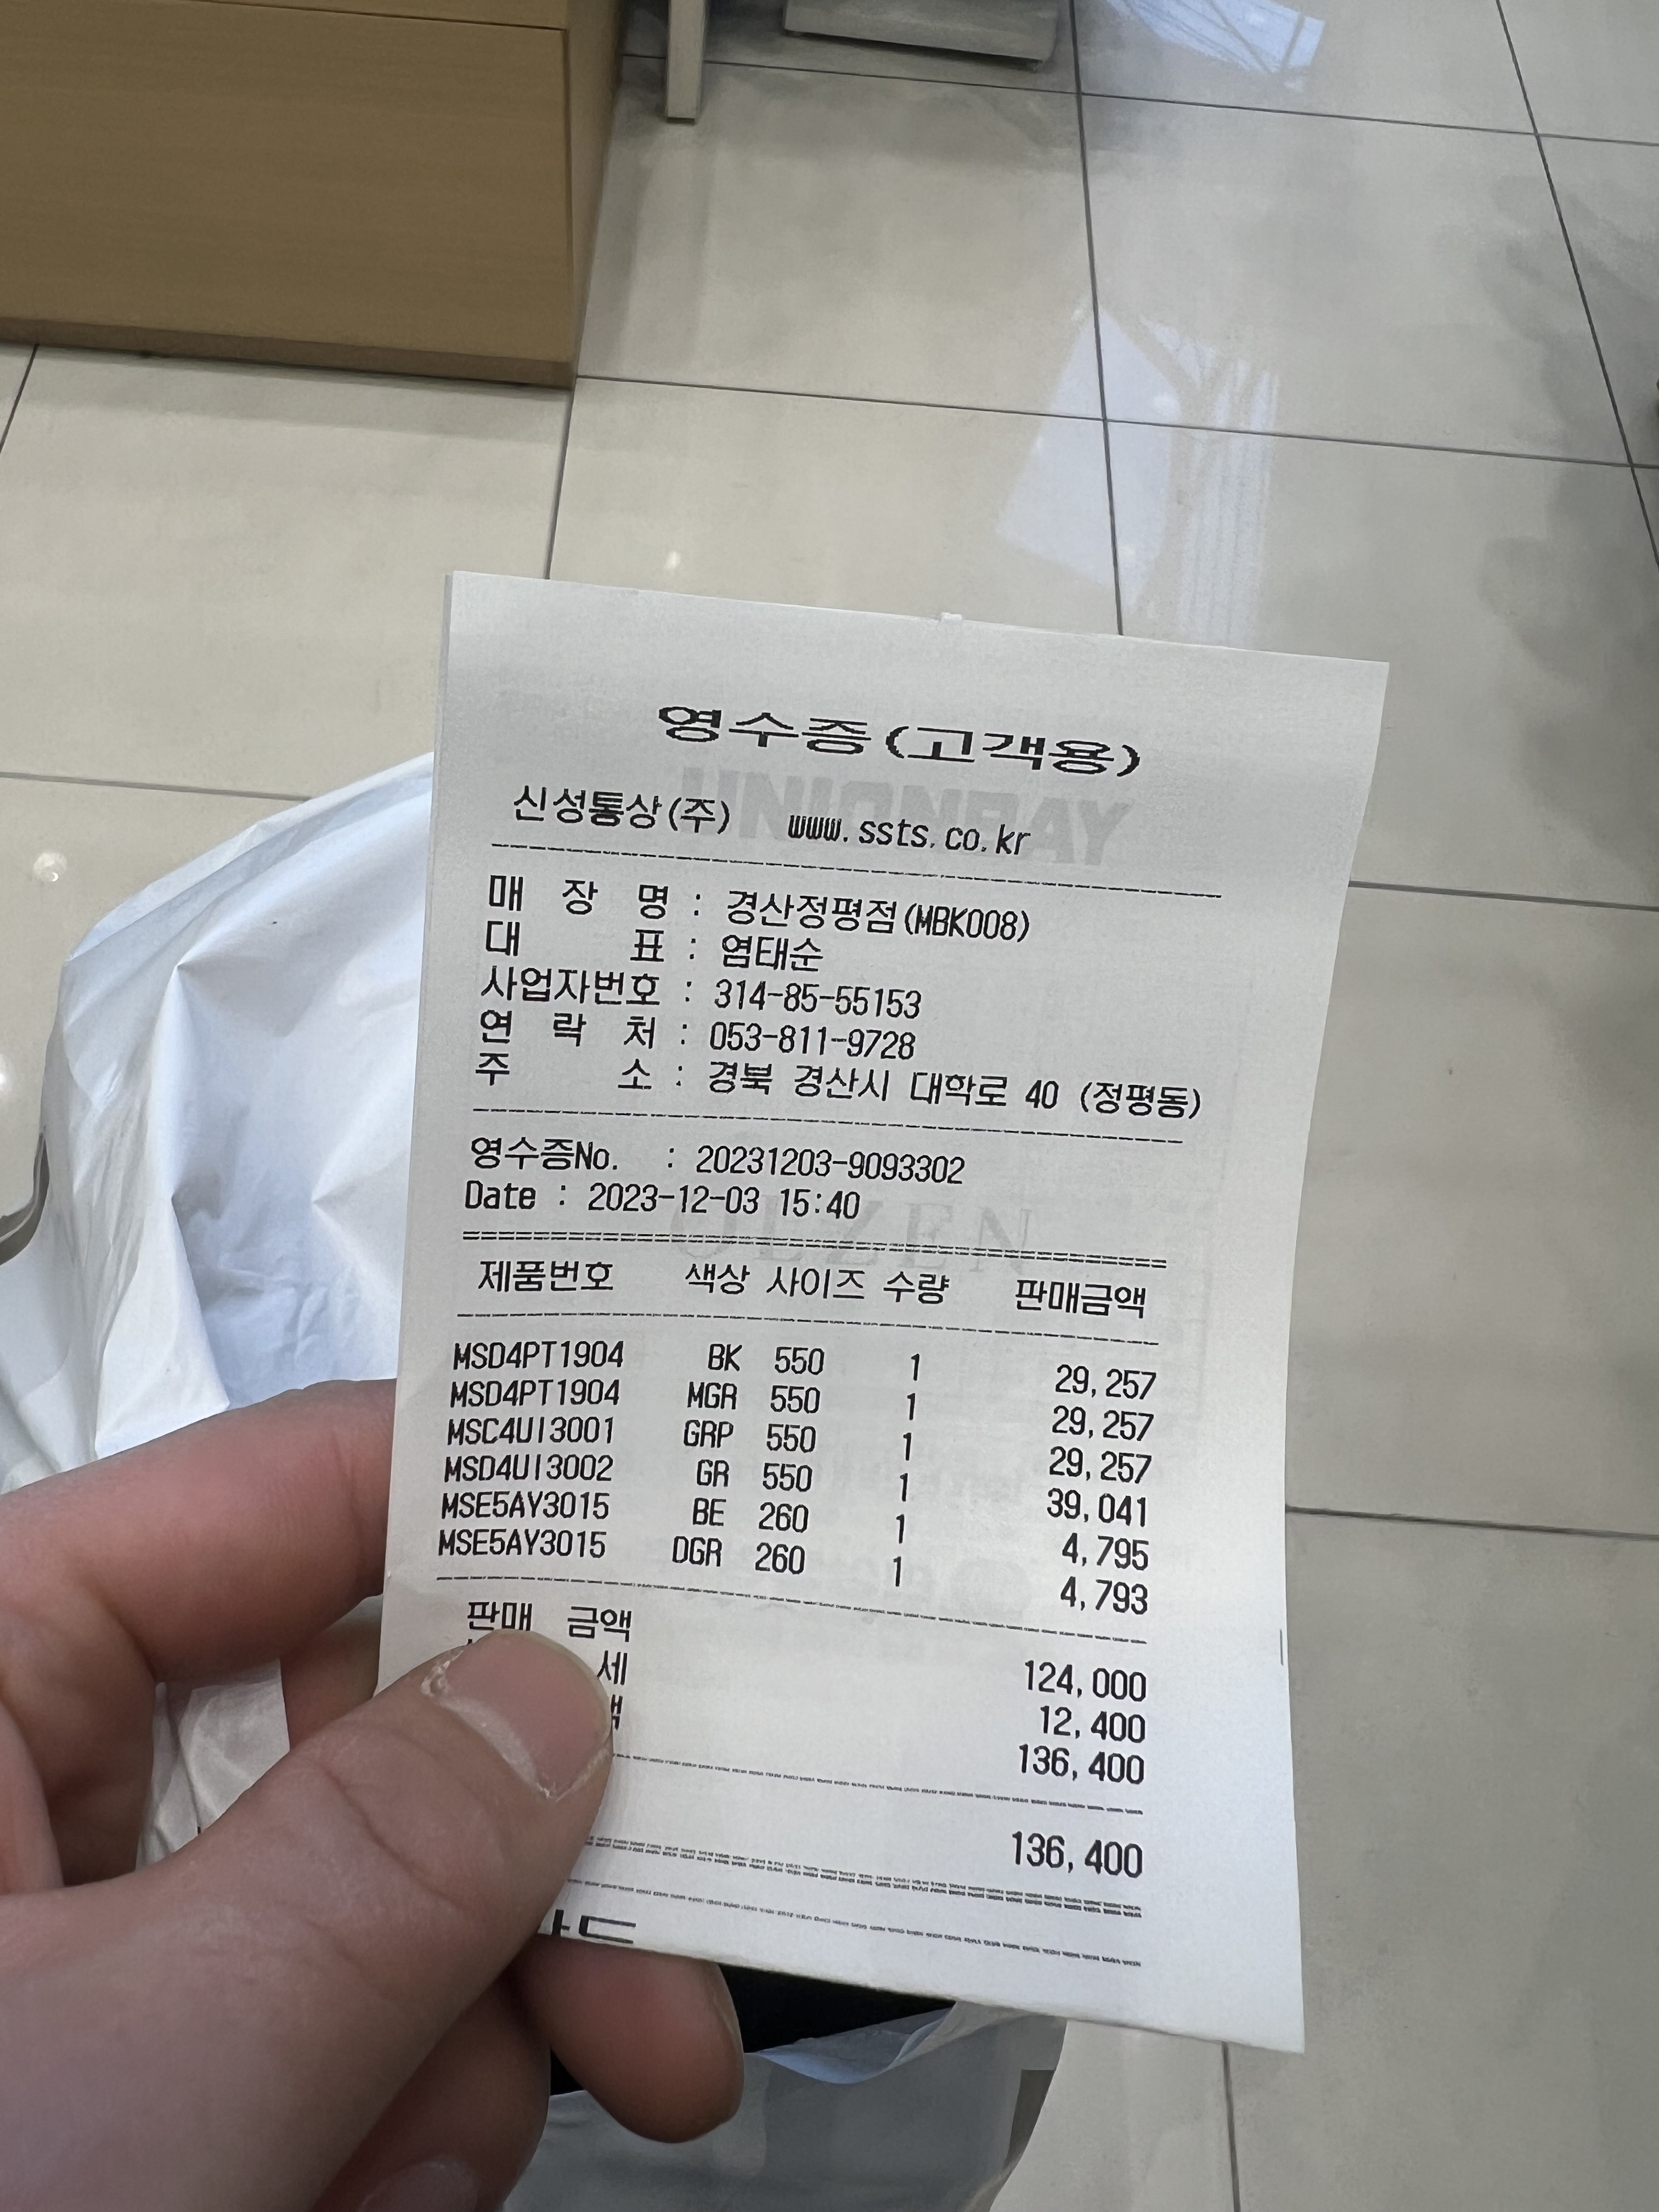 영수증(고객용)
신성통상(주) www.ssts.co.kr
매 장 명 : 경산정평점(MBK008)
대 표 : 염태순
사업자번호 : 314-85-55153
연 락 처 : 053-811-9728
주 소 : 경북 경산시 대학로 40 (정평동)
영수증No. : 20231203-9093302
Date : 2023-12-03 15:40
제품번호 색상 사이즈 수량 판매금액
MSD4PT1904 BK 550 1 29,257
MSD4PT1904 MGR 550 1 29,257
MSC4UI3001 GRP 550 1 29,257
MSD4UI3002 GR 550 1 39,041
MSE5AY3015 BE 260 1 4,795
MSE5AY3015 DGR 260 1 4,793
판매 금액 124,000
세 12,400
136,400
136,400